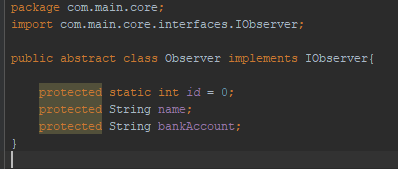 package com.main.core;
import com.main.core.interfaces.IObserver;
public abstract class Observer implements IObserver{
protected static int id = 0;
protected String name;
protected String bankAccount;
}